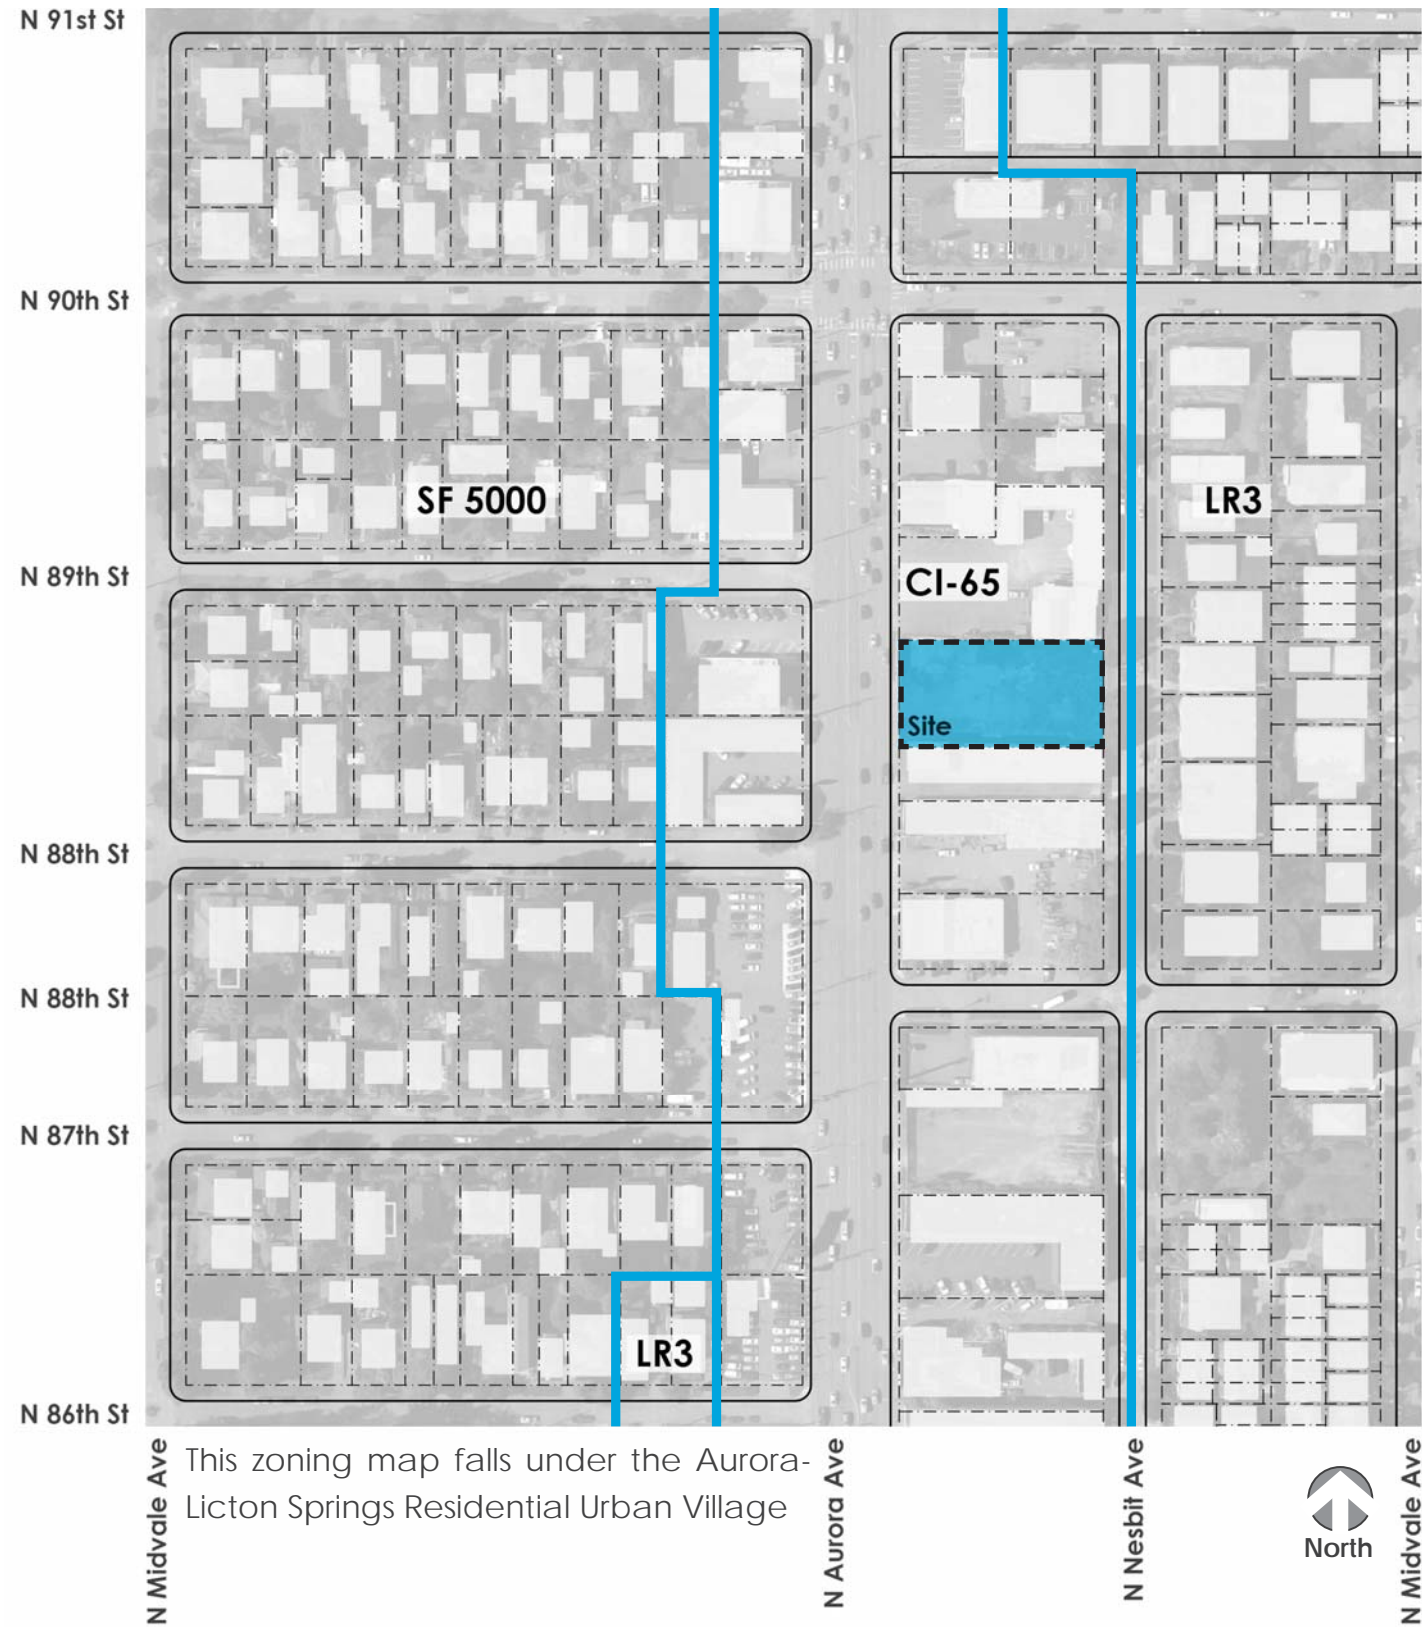 N 91st St
N 90th St
SF 5000
LR3
N 89th St
CI-65
Site
N 88th St
N 88th St
N 87th St
LR3
N 86th St
This zoning map falls under the Aurora-
Licton Springs Residential Urban Village
N Midvale Ave
N Aurora Ave
N Nesbit Ave
North
N Midvale Ave